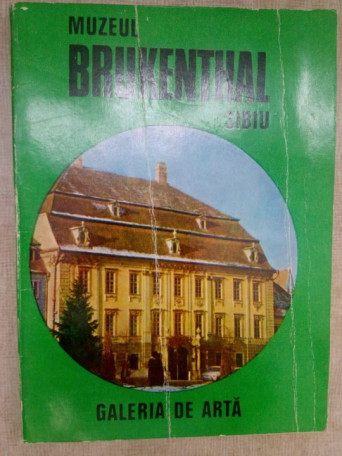 MUZEUL
BRUKENTHAL
SIBIU
GALERIA DE ARTĂ